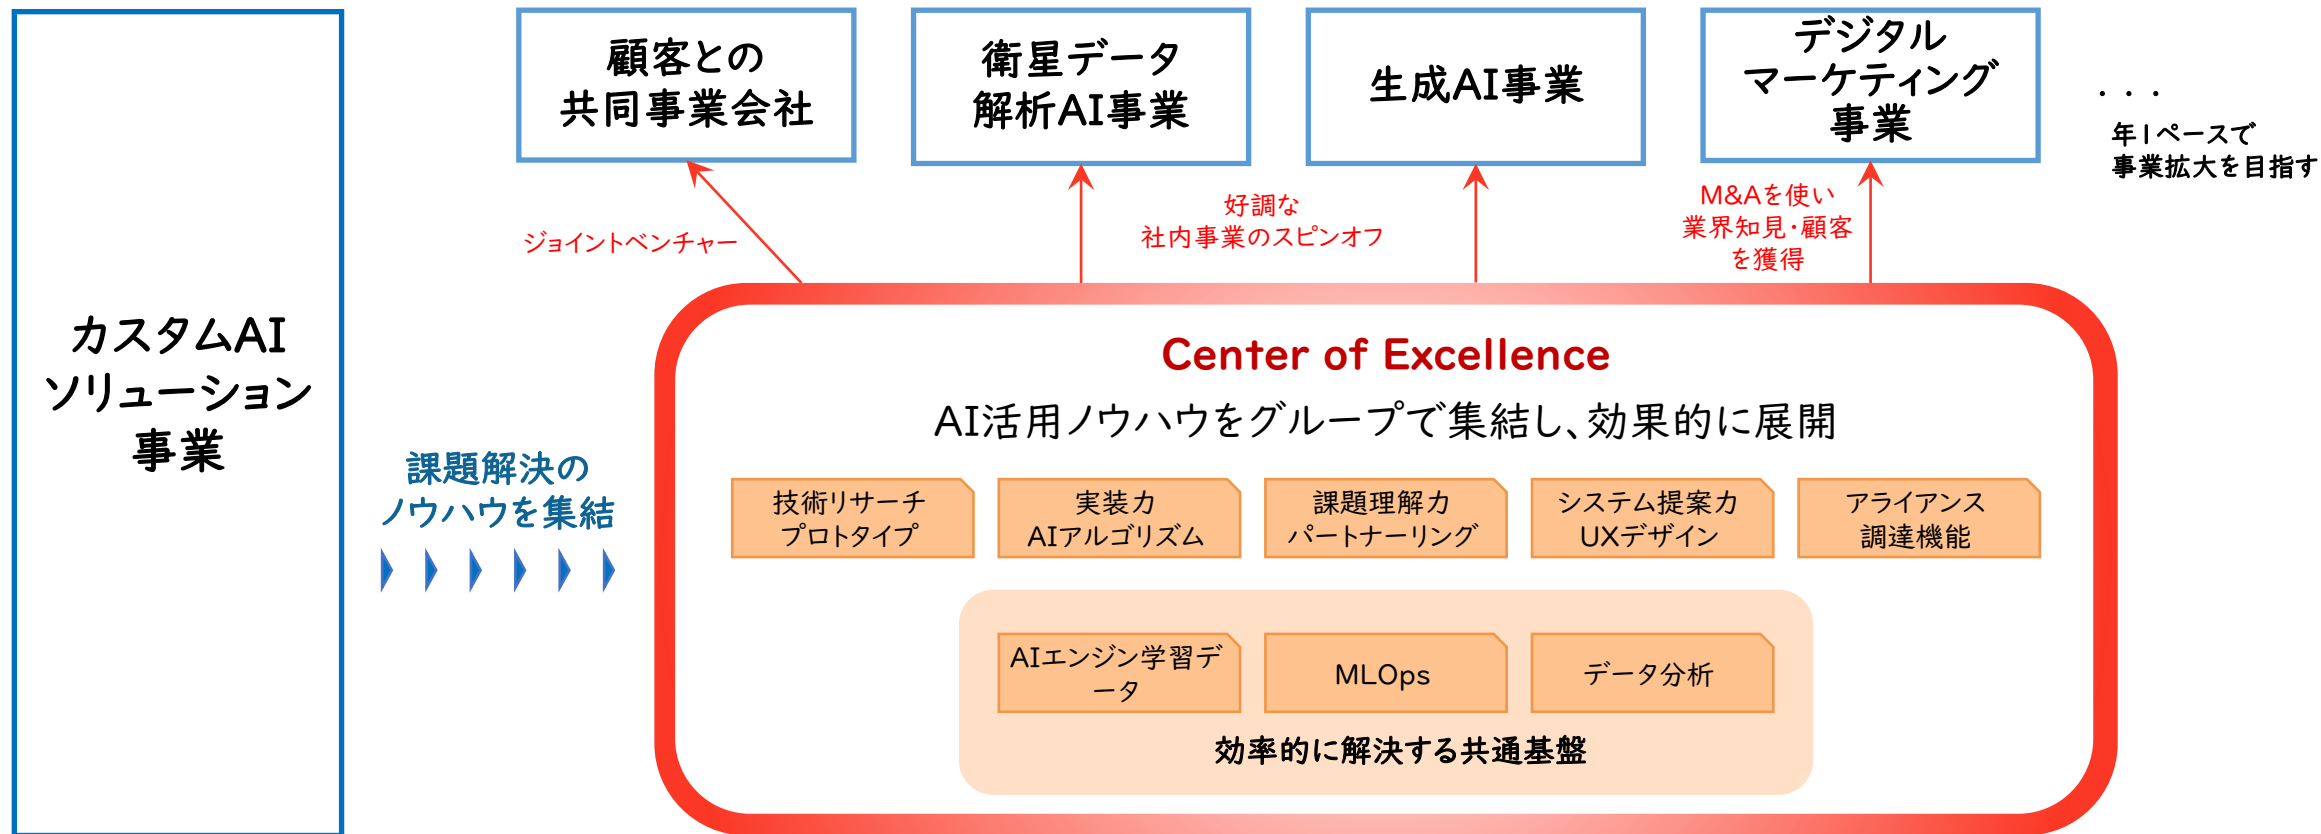 カスタムAI
ソリューション
事業
課題解決の
ノウハウを集結
顧客との
共同事業会社
衛星データ
解析AI事業
生成AI事業
デジタル
マーケティング
事業
・・・
年1ペースで
事業拡大を目指す
ジョイントベンチャー
好調な
社内事業のスピンオフ
M&Aを使い
業界知見・顧客
を獲得
Center of Excellence
AI活用ノウハウをグループで集結し、効果的に展開
技術リサーチ
プロトタイプ
実装力
AIアルゴリズム
課題理解力
パートナーリング
システム提案力
UXデザイン
アライアンス
調達機能
AIエンジン学習デ
ータ
MLOps
データ分析
効率的に解決する共通基盤